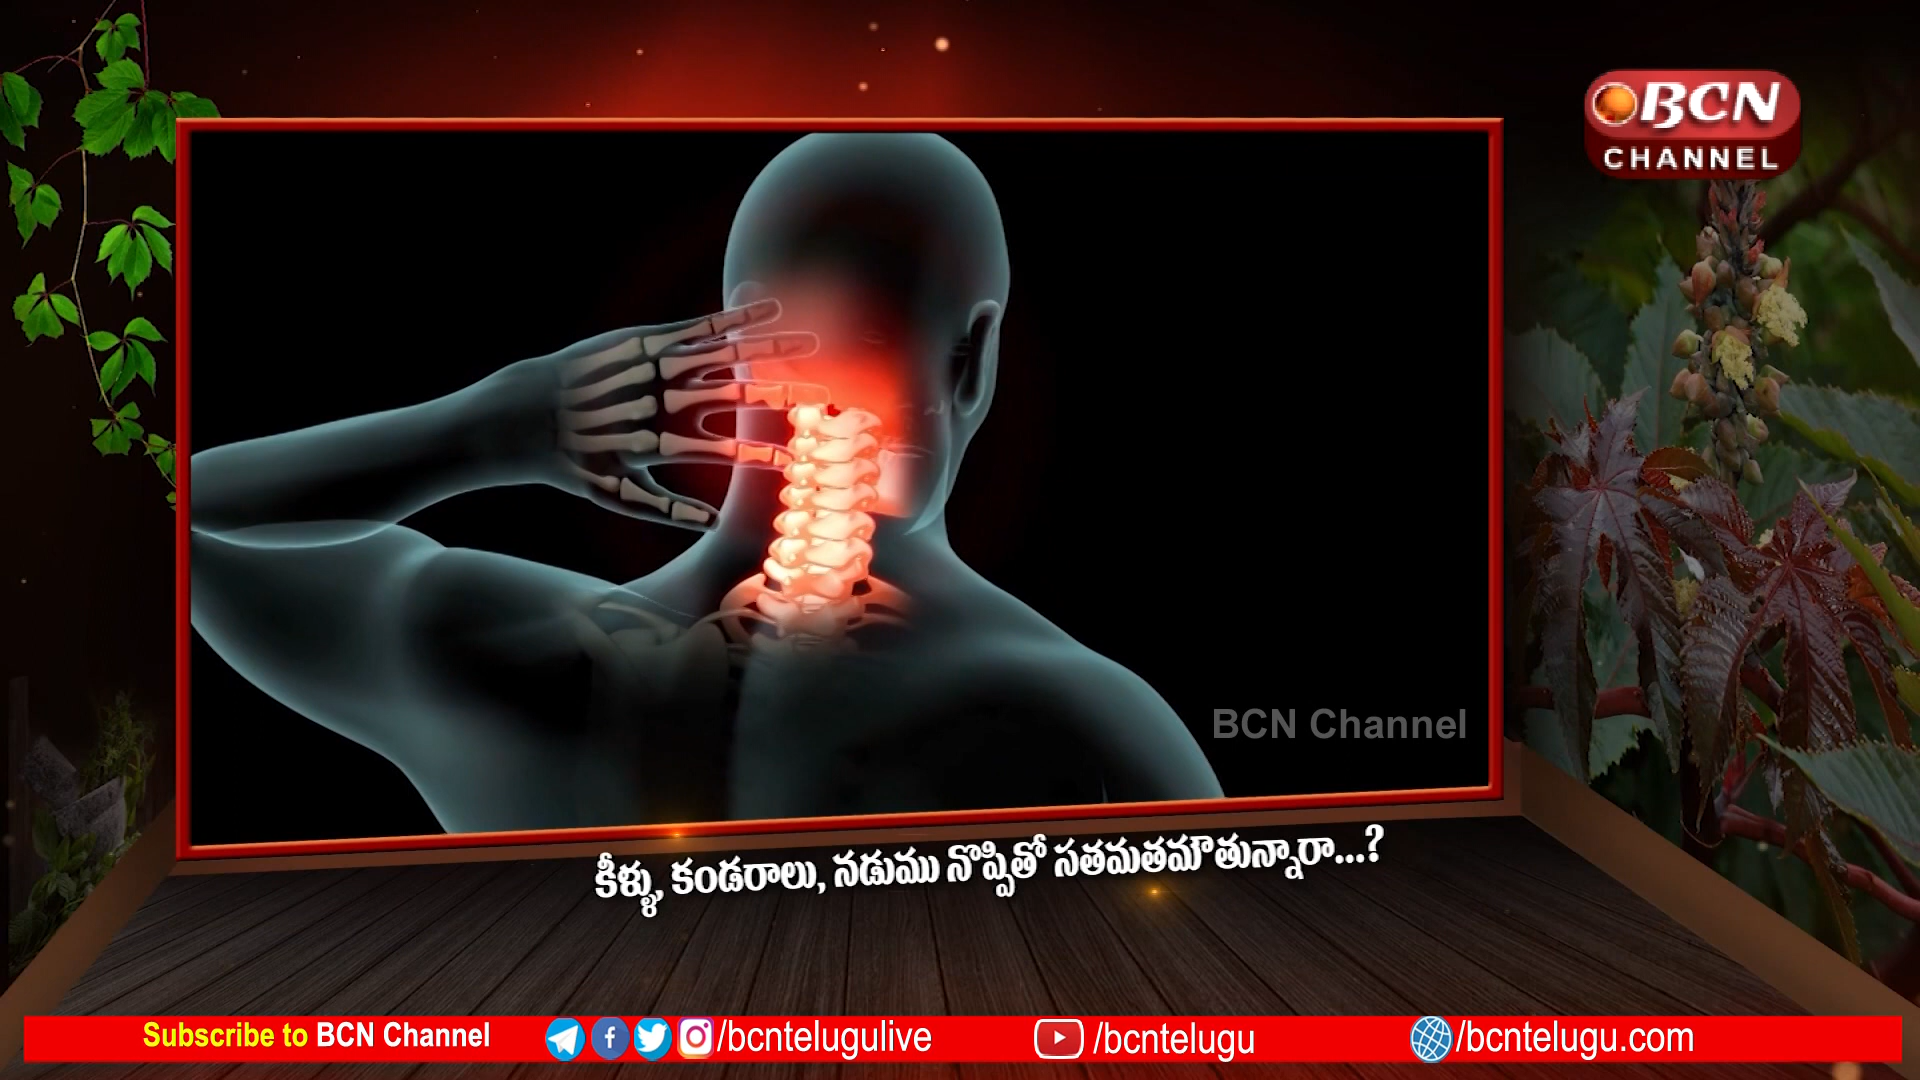 BCN
CHANNEL
BCN Channel
కీళ్ళు, కండరాలు, నడుము నొప్పితో సతమతమౌతున్నారా...?
Subscribe to BCN Channel /bcntelugulive /bcntelugu /bcntelugu.com